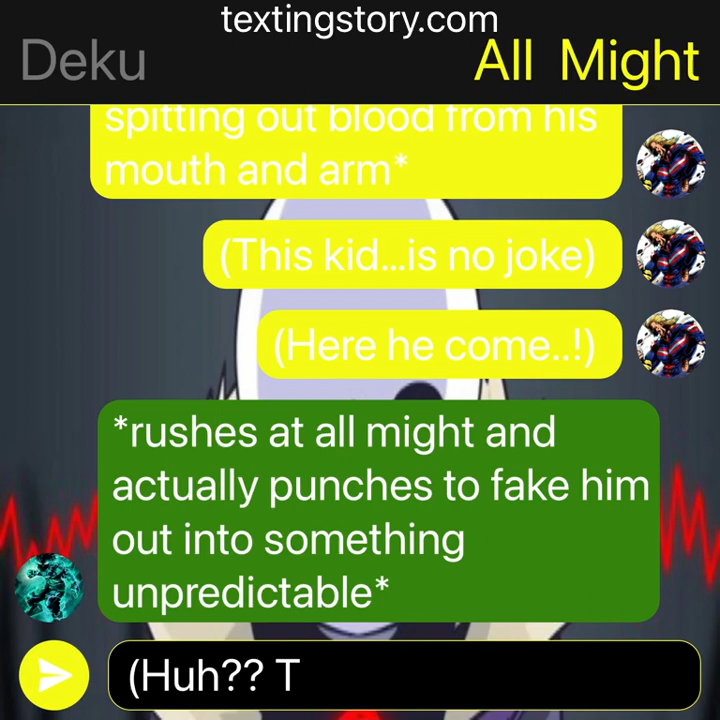 textingstory.com
Deku
All Might
spitting out blood from his
mouth and arm*
(This kid...is no joke)
(Here he come..!)
*rushes at all might and
actually punches to fake him
out into something
unpredictable*
(Huh?? T